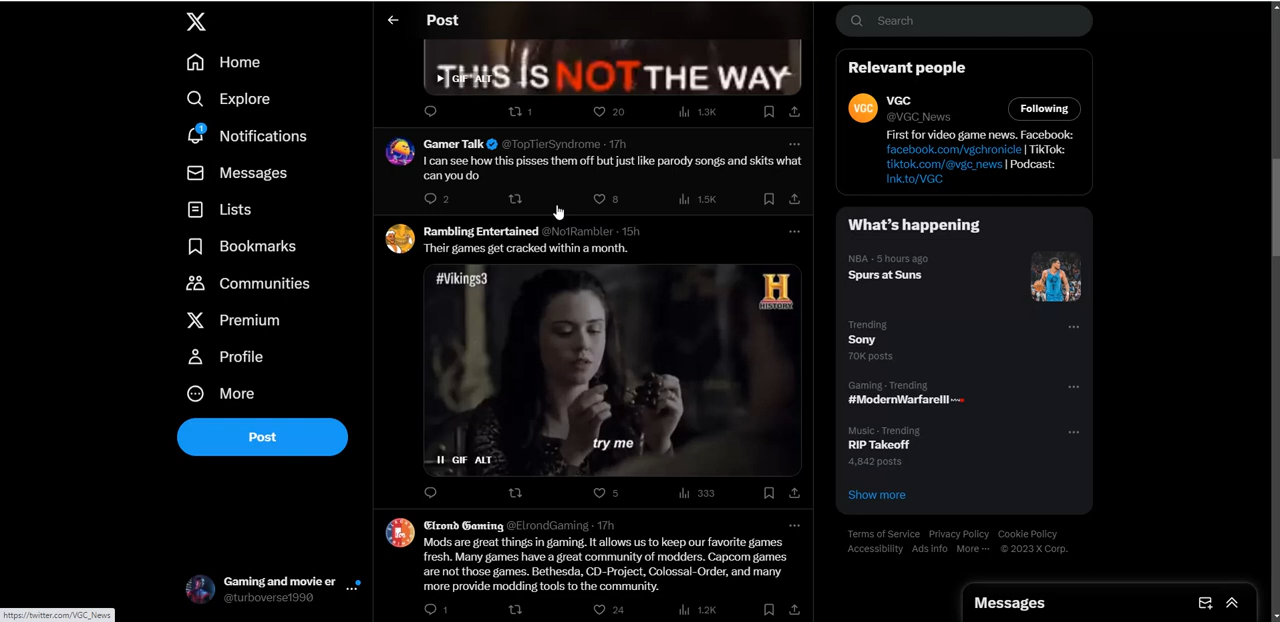 Post
Search
Home
Explore
1
Notifications
Messages
Lists
Bookmarks
Communities
Premium
Profile
More
Post
Gaming and movie er ...
@turboverse1990
https://twitter.com/VGC_News
THIS IS NOT THE WAY
GIF ALT
1 20 1.3K
Gamer Talk @TopTierSyndrome · 17h
I can see how this pisses them off but just like parody songs and skits what
can you do
2 8 1.5K
Rambling Entertained @No1Rambler · 15h
Their games get cracked within a month.
#Vikings3
H
HISTORY
try me
GIF ALT
5 333
Elrond Gaming @ElrondGaming · 17h
Mods are great things in gaming. It allows us to keep our favorite games
fresh. Many games have a great community of modders. Capcom games
are not those games. Bethesda, CD-Project, Colossal-Order, and many
more provide modding tools to the community.
1 24 1.2K
Relevant people
VGC
VGC
@VGC_News
Following
First for video game news. Facebook:
facebook.com/vgchronicle | TikTok:
tiktok.com/@vgc_news | Podcast:
lnk.to/VGC
What's happening
NBA · 5 hours ago
Spurs at Suns
Trending
Sony
70K posts
Gaming · Trending
#ModernWarfareIII
Music · Trending
RIP Takeoff
4,842 posts
Show more
Terms of Service Privacy Policy Cookie Policy
Accessibility Ads info More ··· © 2023 X Corp.
Messages